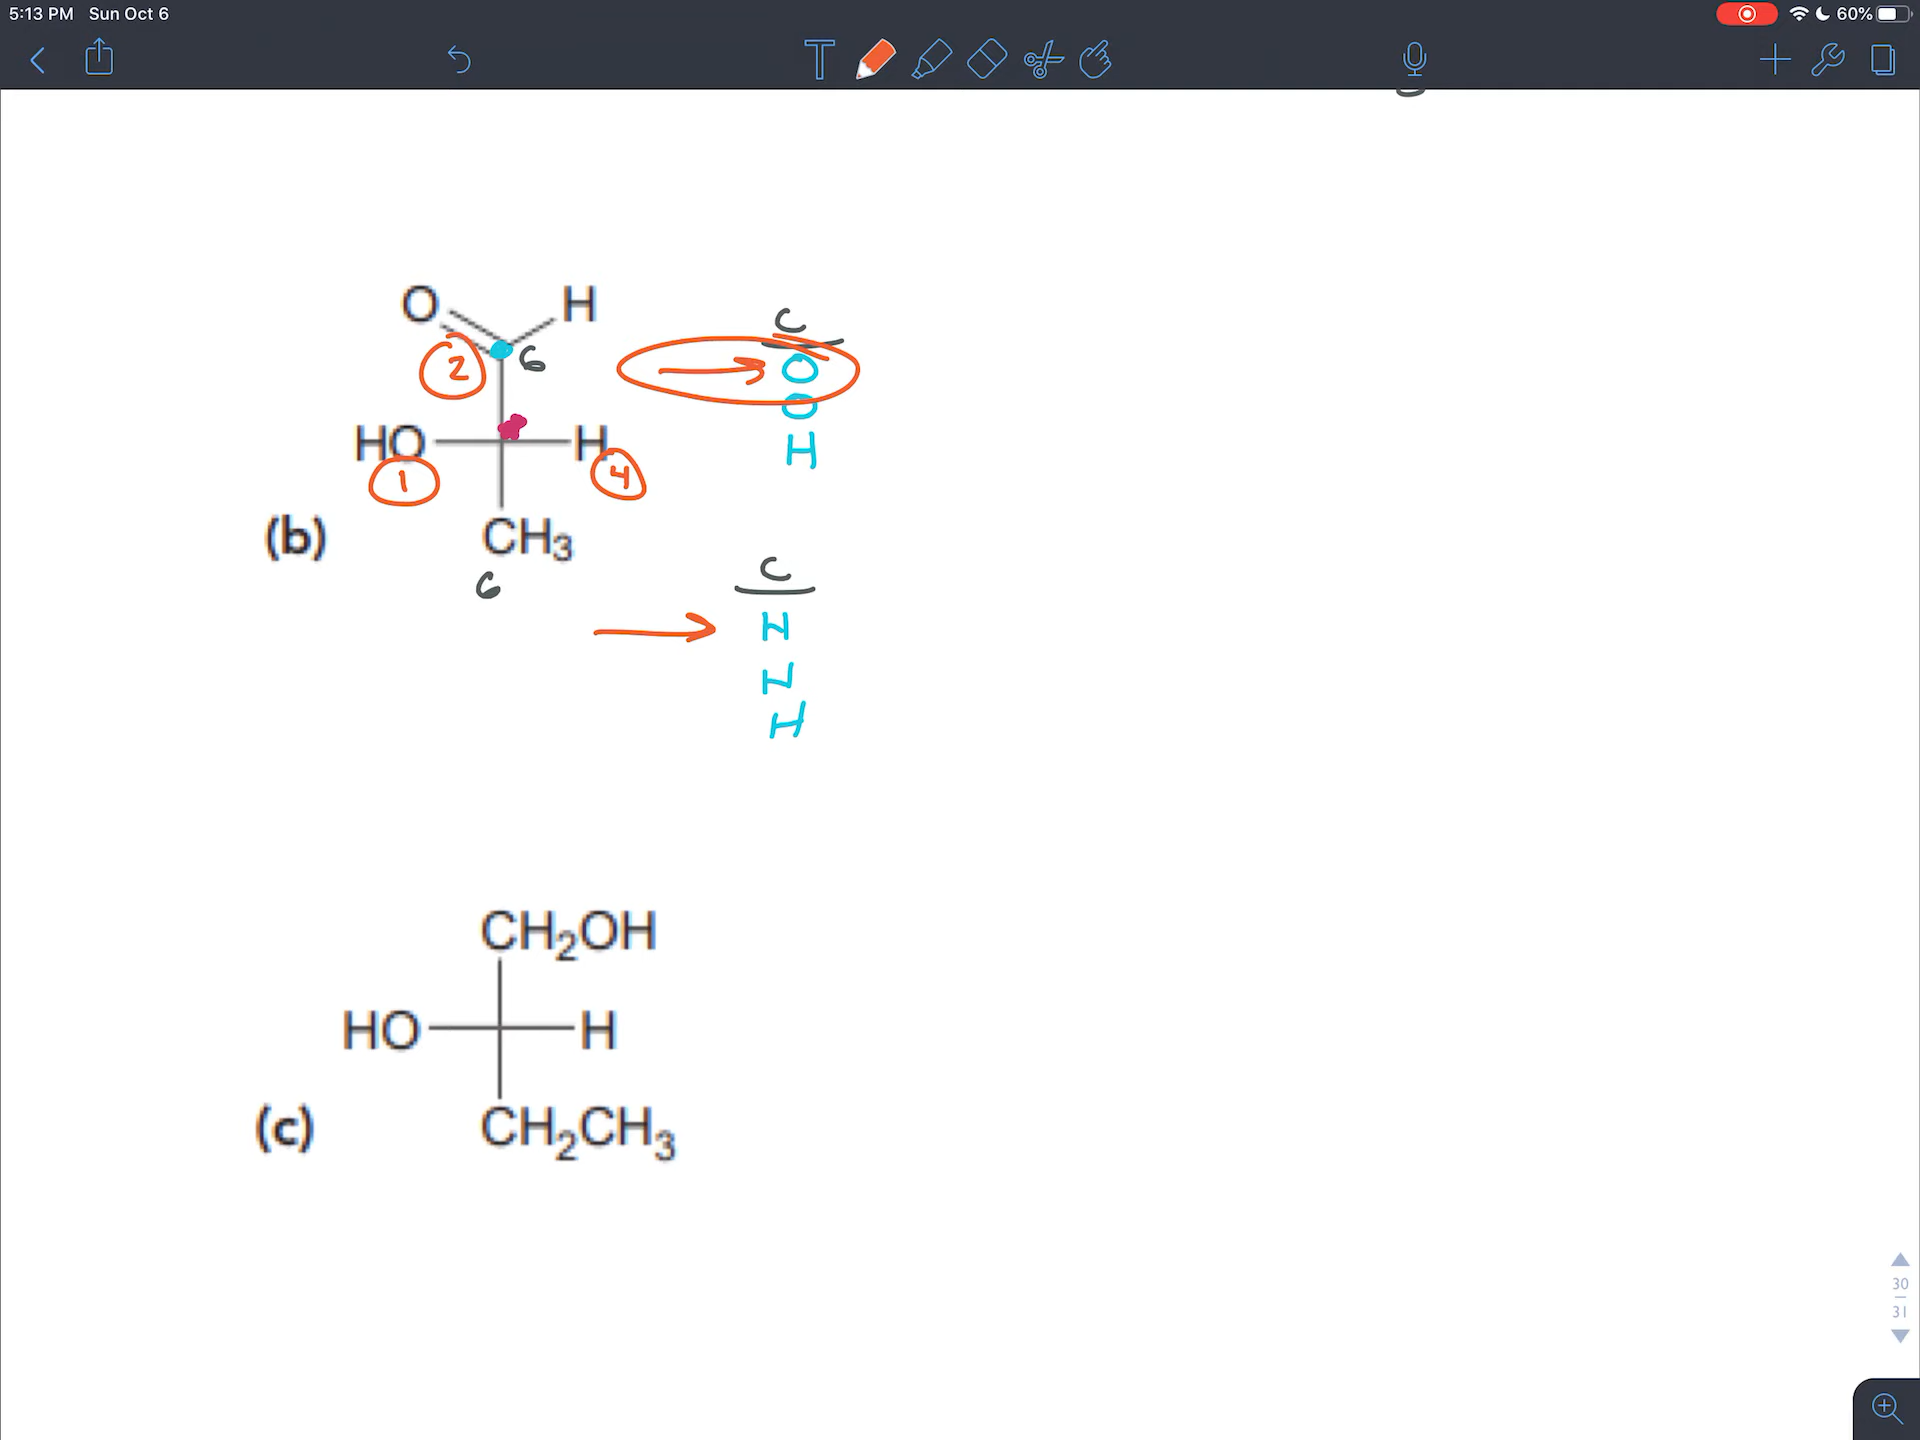 5:13 PM Sun Oct 6
60%
T
O H
C
2 6
O
O
HO H
H
1 4
(b) CH₃
6
C
H
H
H
CH₂OH
HO H
(c) CH₂CH₃
30
31